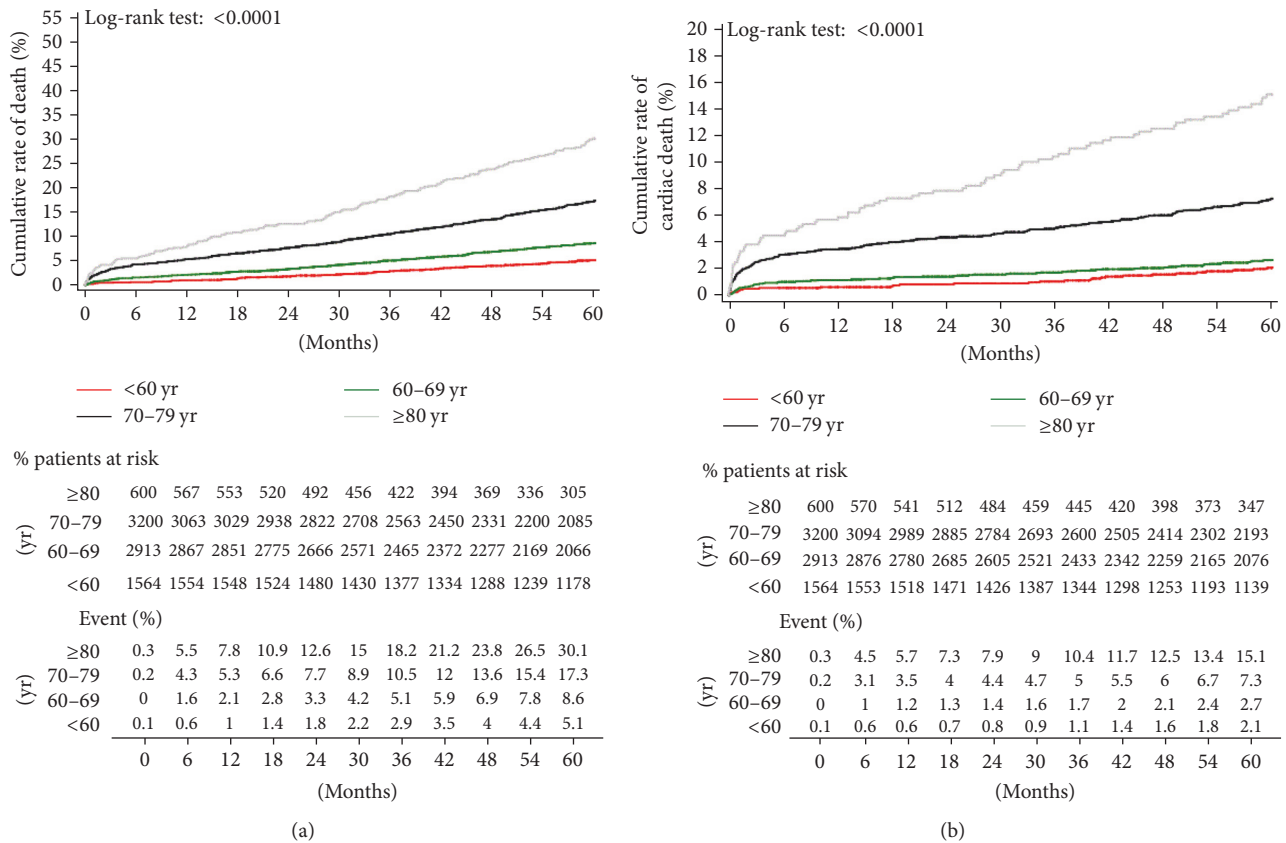 Log-rank test: <0.0001
Cumulative rate of death (%)
55
50
45
40
35
30
25
20
15
10
5
0
0 6 12 18 24 30 36 42 48 54 60
(Months)
<60 yr
60–69 yr
70–79 yr
≥80 yr
% patients at risk
(yr)
≥80 600 567 553 520 492 456 422 394 369 336 305
70–79 3200 3063 3029 2938 2822 2708 2563 2450 2331 2200 2085
60–69 2913 2867 2851 2775 2666 2571 2465 2372 2277 2169 2066
<60 1564 1554 1548 1524 1480 1430 1377 1334 1288 1239 1178
Event (%)
(yr)
≥80 0.3 5.5 7.8 10.9 12.6 15 18.2 21.2 23.8 26.5 30.1
70–79 0.2 4.3 5.3 6.6 7.7 8.9 10.5 12 13.6 15.4 17.3
60–69 0 1.6 2.1 2.8 3.3 4.2 5.1 5.9 6.9 7.8 8.6
<60 0.1 0.6 1 1.4 1.8 2.2 2.9 3.5 4 4.4 5.1
0 6 12 18 24 30 36 42 48 54 60
(Months)
(a)
Log-rank test: <0.0001
Cumulative rate of
cardiac death (%)
20
18
16
14
12
10
8
6
4
2
0
0 6 12 18 24 30 36 42 48 54 60
(Months)
<60 yr
60–69 yr
70–79 yr
≥80 yr
% patients at risk
(yr)
≥80 600 570 541 512 484 459 445 420 398 373 347
70–79 3200 3094 2989 2885 2784 2693 2600 2505 2414 2302 2193
60–69 2913 2876 2780 2685 2605 2521 2433 2342 2259 2165 2076
<60 1564 1553 1518 1471 1426 1387 1344 1298 1253 1193 1139
Event (%)
(yr)
≥80 0.3 4.5 5.7 7.3 7.9 9 10.4 11.7 12.5 13.4 15.1
70–79 0.2 3.1 3.5 4 4.4 4.7 5 5.5 6 6.7 7.3
60–69 0 1 1.2 1.3 1.4 1.6 1.7 2 2.1 2.4 2.7
<60 0.1 0.6 0.6 0.7 0.8 0.9 1.1 1.4 1.6 1.8 2.1
0 6 12 18 24 30 36 42 48 54 60
(Months)
(b)